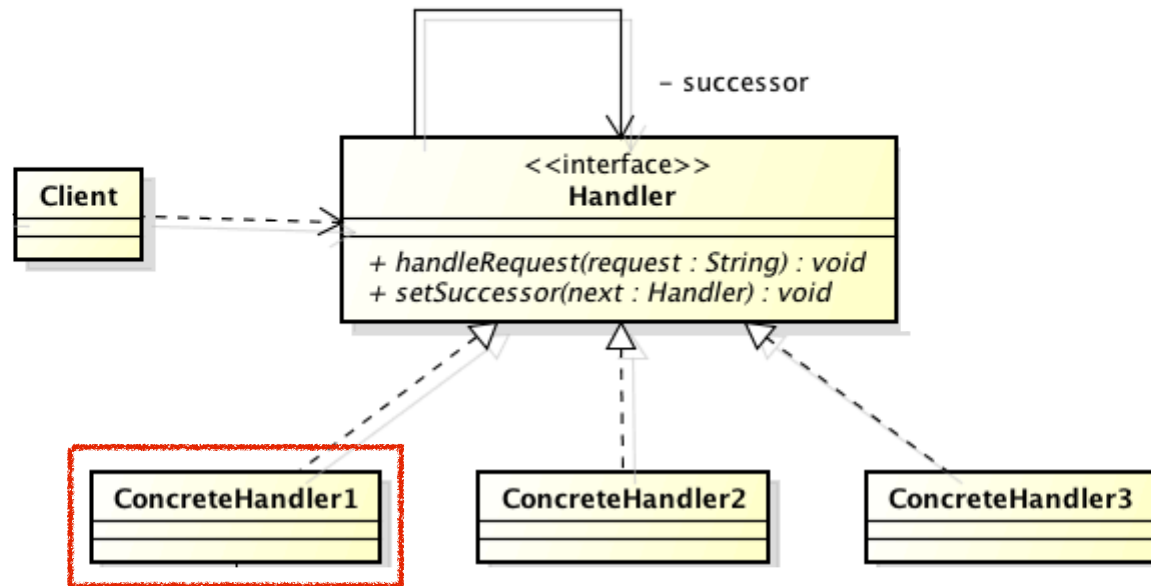 – successor
<<interface>>
Handler
Client
+ handleRequest(request : String) : void
+ setSuccessor(next : Handler) : void
ConcreteHandler1
ConcreteHandler2
ConcreteHandler3